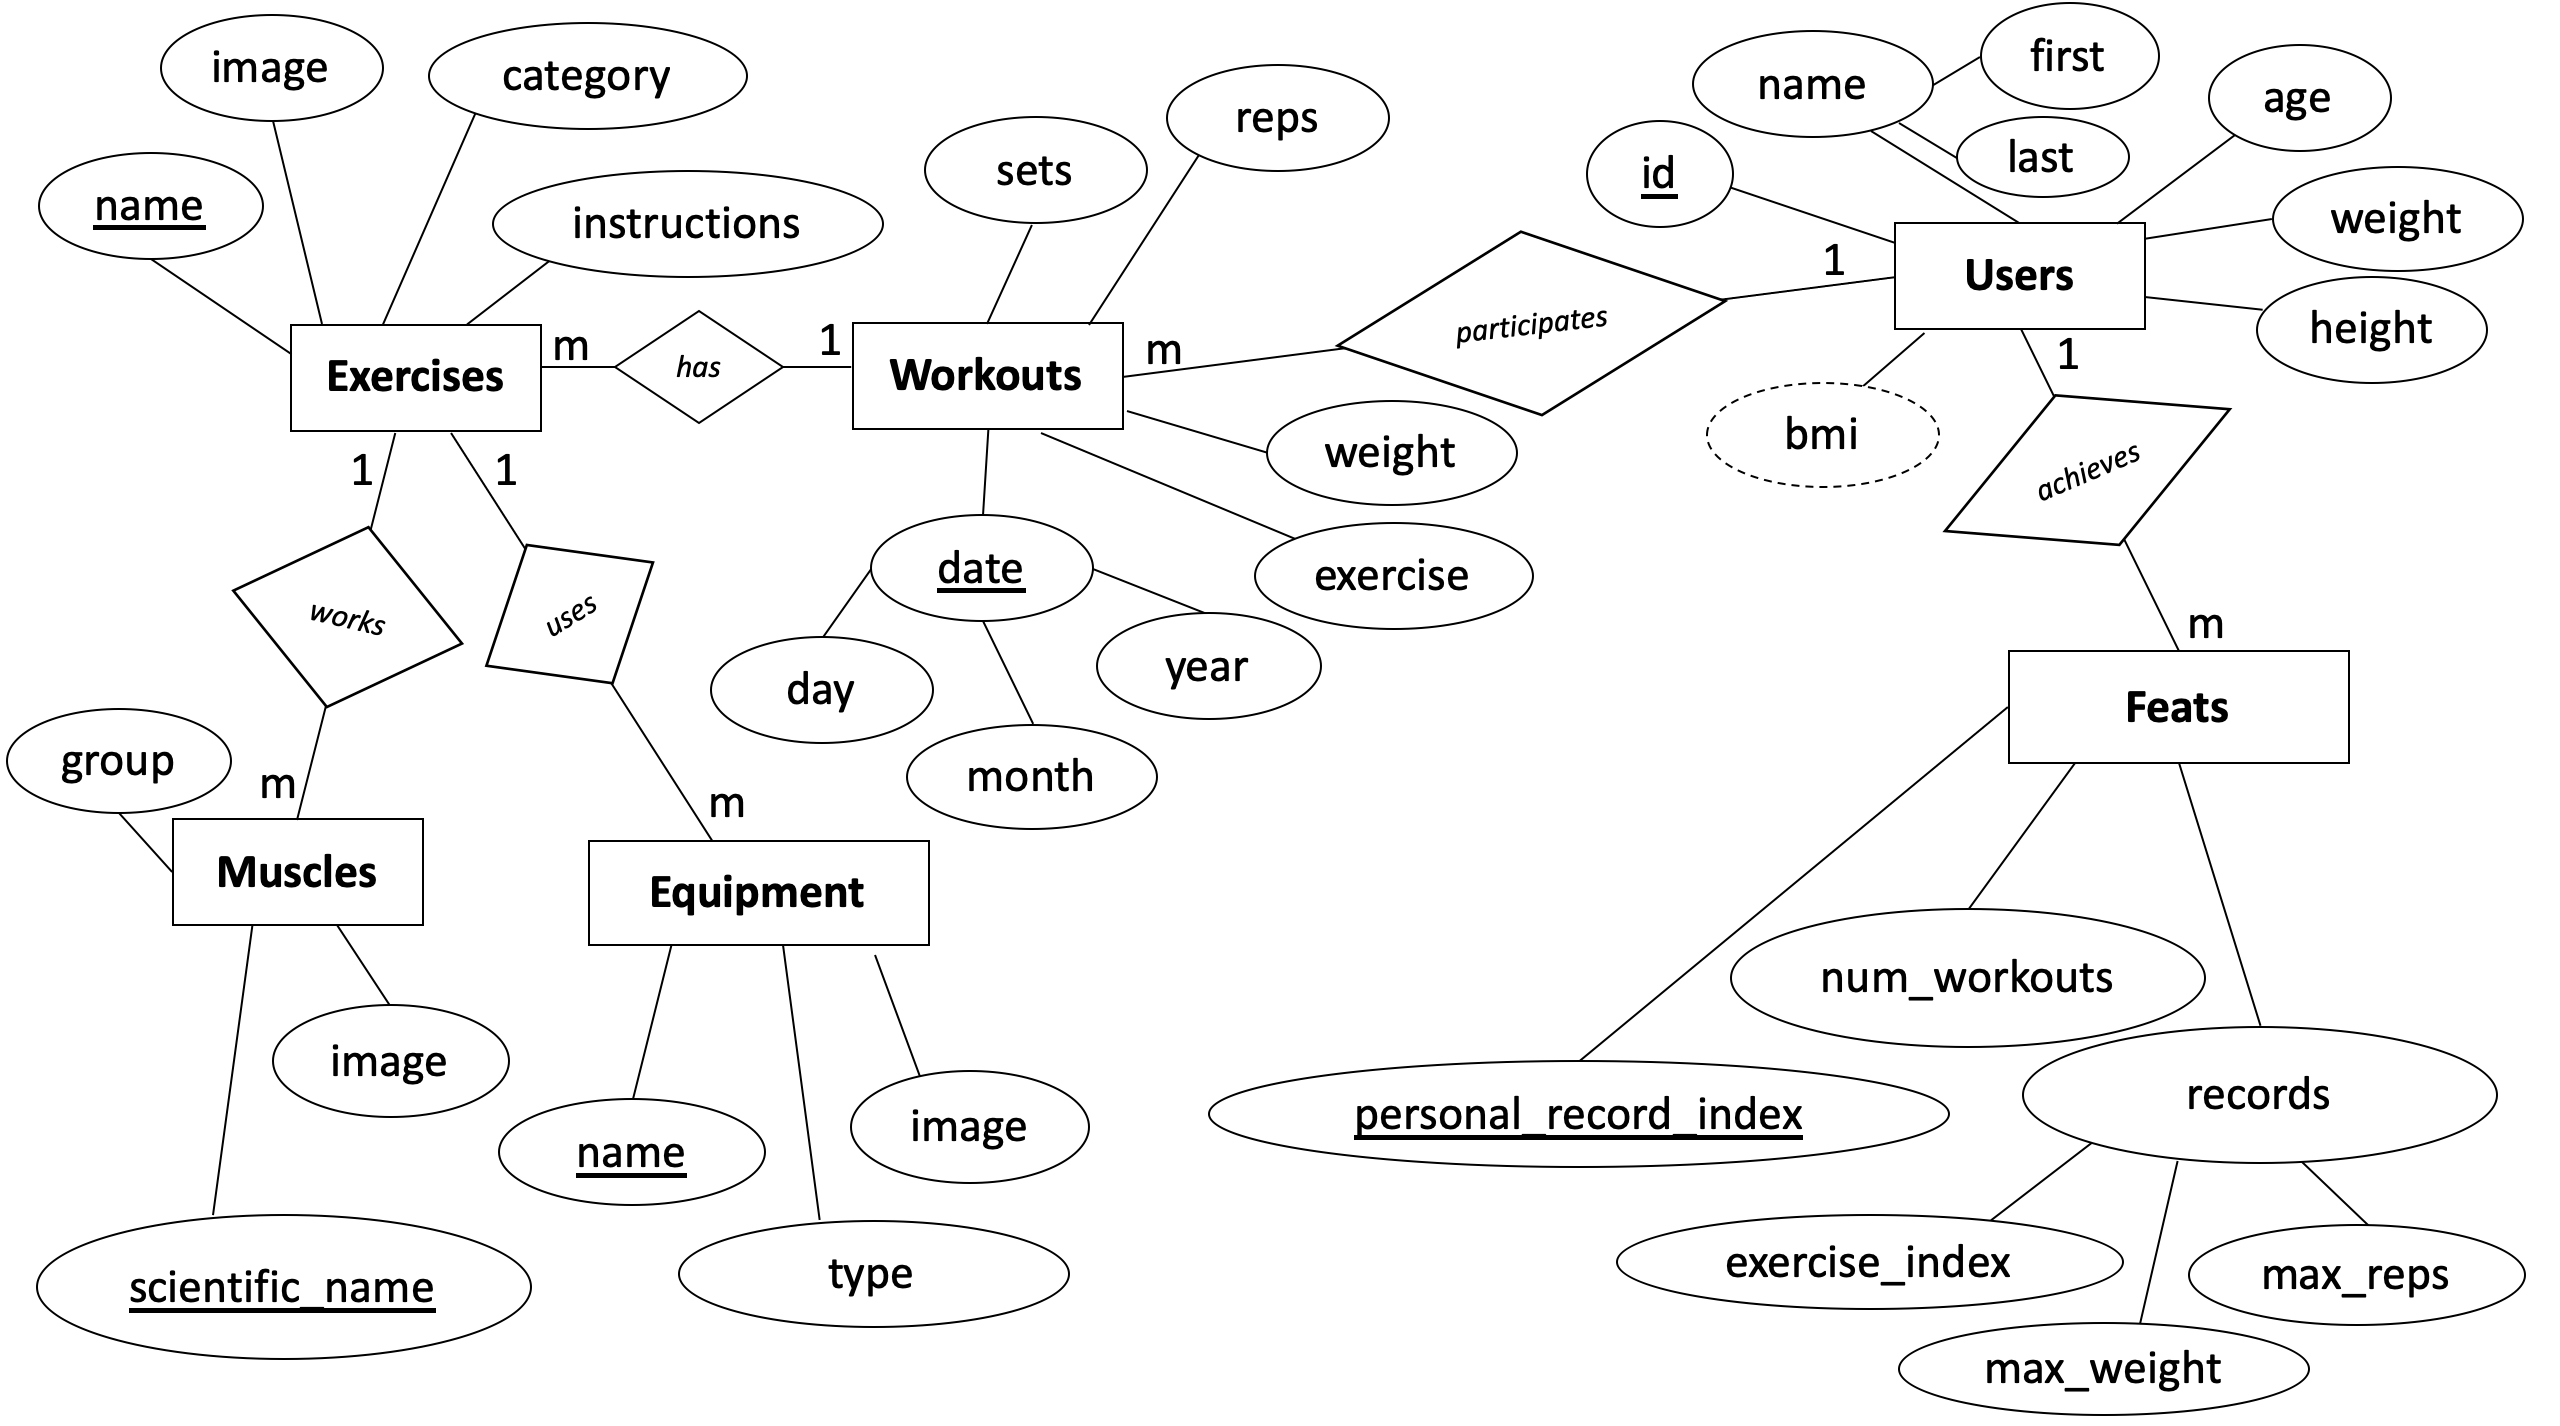 image
category
name
instructions
Exercises
m
has
1
sets
reps
Workouts
m
participates
1
name
first
last
age
id
weight
Users
height
bmi
1
achieves
m
Feats
weight
exercise
date
day
month
year
1
works
m
1
uses
m
group
Muscles
image
scientific_name
Equipment
name
image
type
num_workouts
personal_record_index
records
exercise_index
max_reps
max_weight